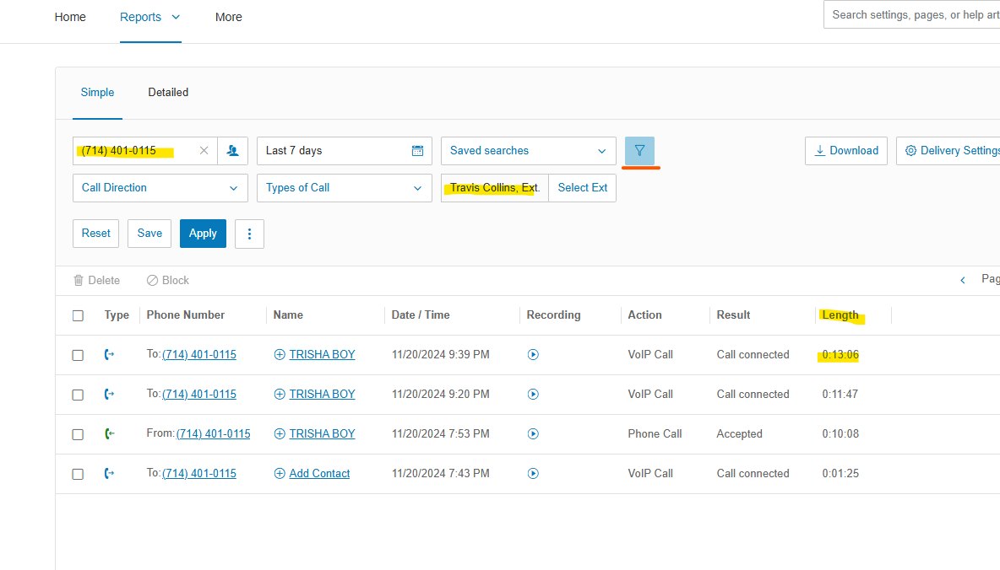 Home Reports More Search settings, pages, or help art
Simple Detailed
(714) 401-0115 Last 7 days Saved searches Download Delivery Settings
Call Direction Types of Call Travis Collins, Ext. Select Ext
Reset Save Apply
Delete Block Pag
Type Phone Number Name Date / Time Recording Action Result Length
To: (714) 401-0115 TRISHA BOY 11/20/2024 9:39 PM VoIP Call Call connected 0:13:06
To: (714) 401-0115 TRISHA BOY 11/20/2024 9:20 PM VoIP Call Call connected 0:11:47
From: (714) 401-0115 TRISHA BOY 11/20/2024 7:53 PM Phone Call Accepted 0:10:08
To: (714) 401-0115 Add Contact 11/20/2024 7:43 PM VoIP Call Call connected 0:01:25